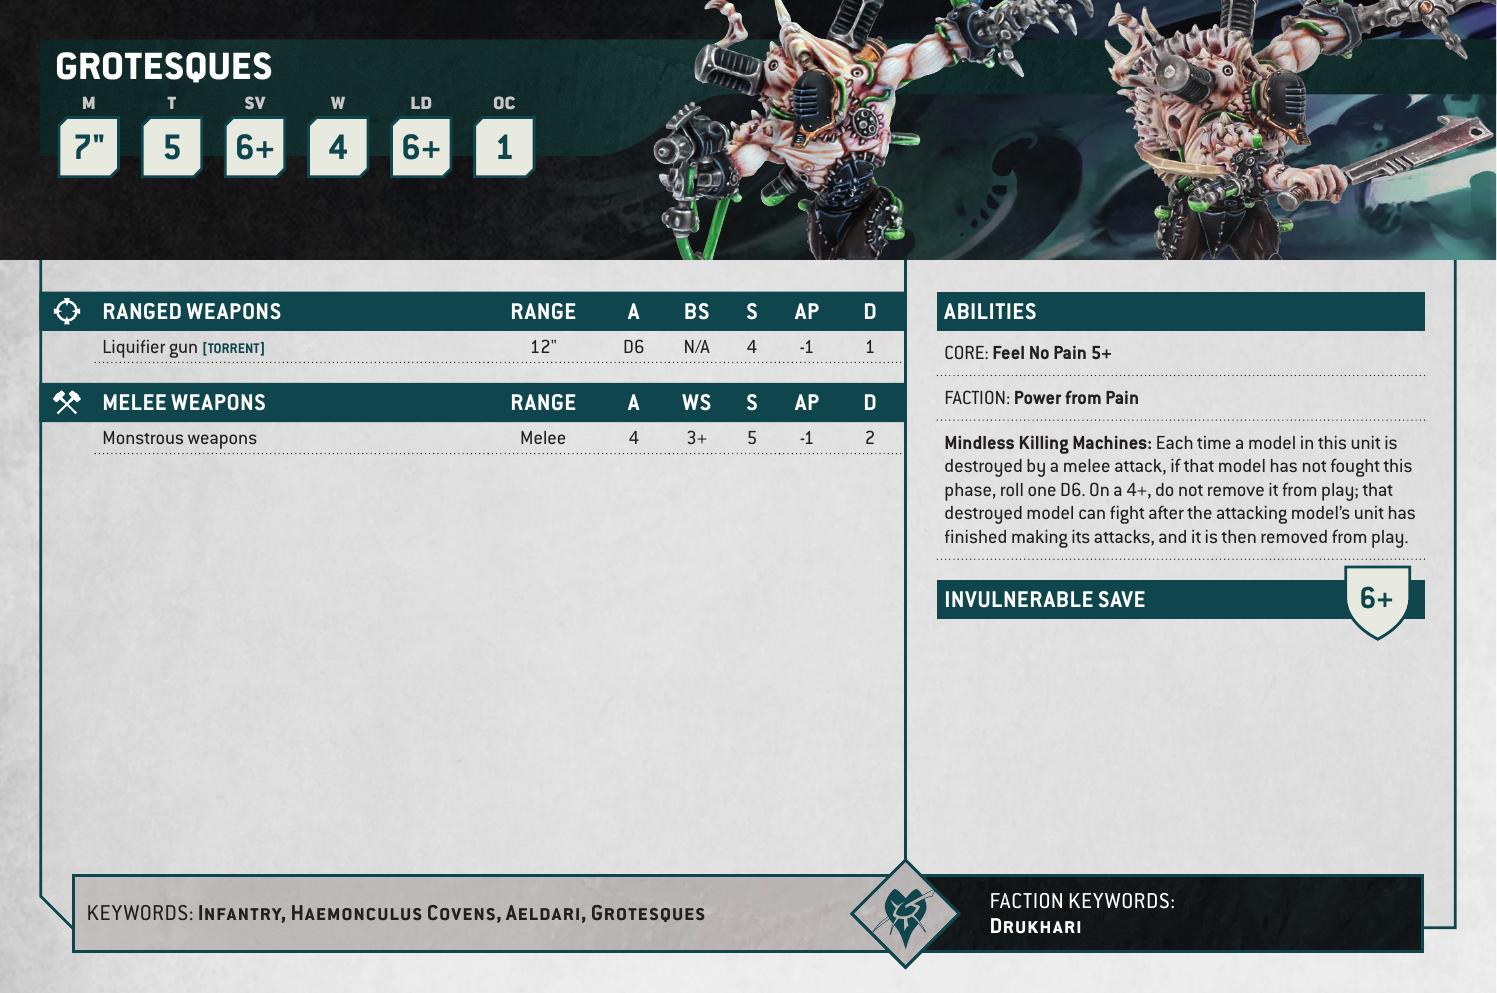 GROTESQUES
M T SV W LD OC
7" 5 6+ 4 6+ 1
RANGED WEAPONS RANGE A BS S AP D
Liquifier gun [TORRENT] 12" D6 N/A 4 -1 1
MELEE WEAPONS RANGE A WS S AP D
Monstrous weapons Melee 4 3+ 5 -1 2
ABILITIES
CORE: Feel No Pain 5+
FACTION: Power from Pain
Mindless Killing Machines: Each time a model in this unit is
destroyed by a melee attack, if that model has not fought this
phase, roll one D6. On a 4+, do not remove it from play; that
destroyed model can fight after the attacking model's unit has
finished making its attacks, and it is then removed from play.
INVULNERABLE SAVE 6+
KEYWORDS: INFANTRY, HAEMONCULUS COVENS, AELDARI, GROTESQUES
FACTION KEYWORDS:
DRUKHARI